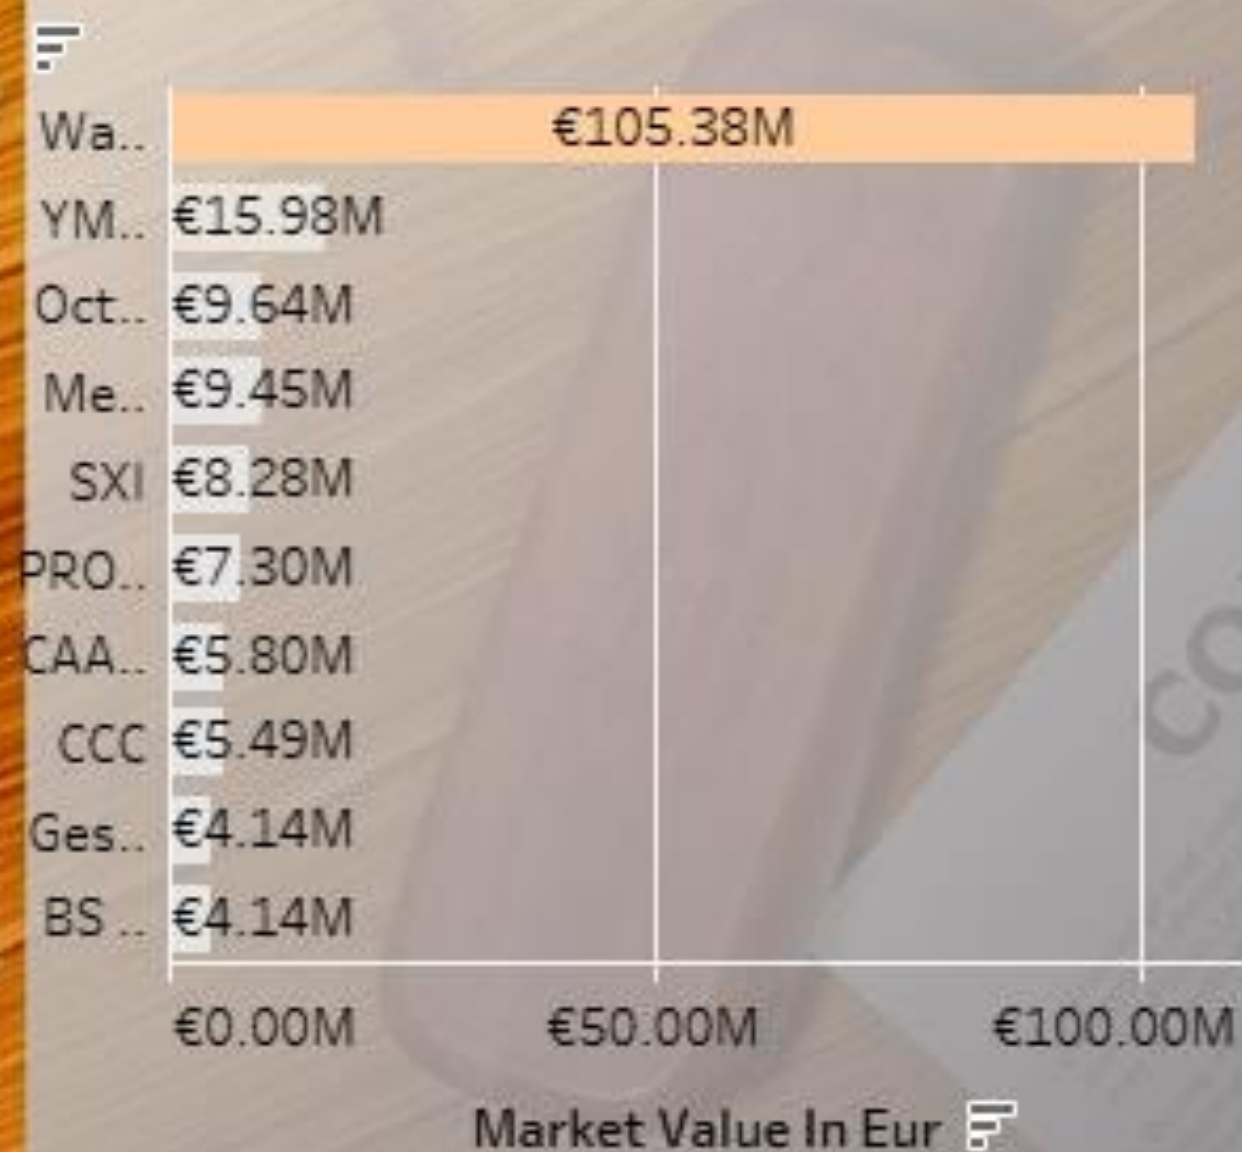 Wa.. €105.38M
YM.. €15.98M
Oct.. €9.64M
Me.. €9.45M
SXI €8.28M
PRO.. €7.30M
CAA.. €5.80M
CCC €5.49M
Ges.. €4.14M
BS .. €4.14M
€0.00M €50.00M €100.00M
Market Value In Eur
CO